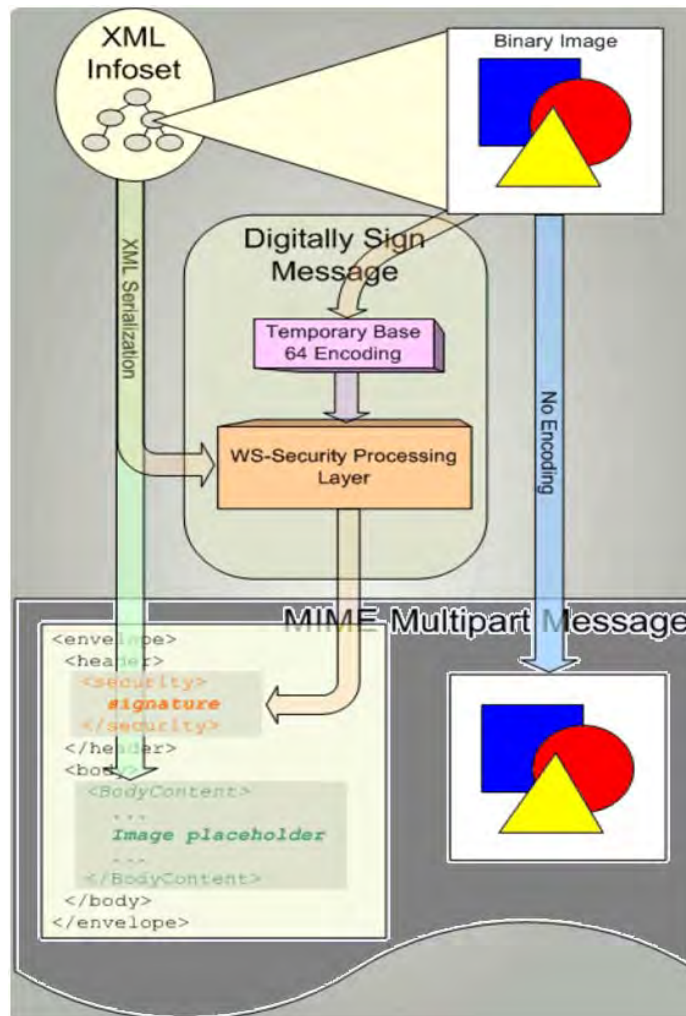 XML
Infoset
Binary Image
Digitally Sign
Message
XML Serialization
Temporary Base
64 Encoding
No Encoding
WS-Security Processing
Layer
MIME Multipart Message
<envelope>
<header>
<security>
signature
</security>
</header>
<body>
<BodyContent>
...
Image placeholder
...
</BodyContent>
</body>
</envelope>